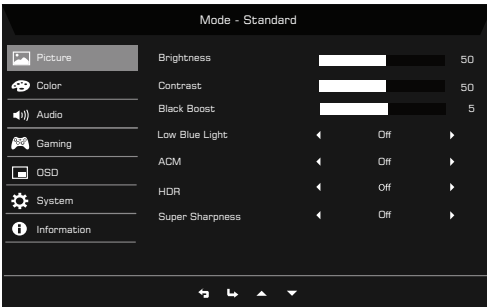 Mode - Standard
Picture
Color
Audio
Gaming
OSD
System
Information
Brightness 50
Contrast 50
Black Boost 5
Low Blue Light Off
ACM Off
HDR Off
Super Sharpness Off